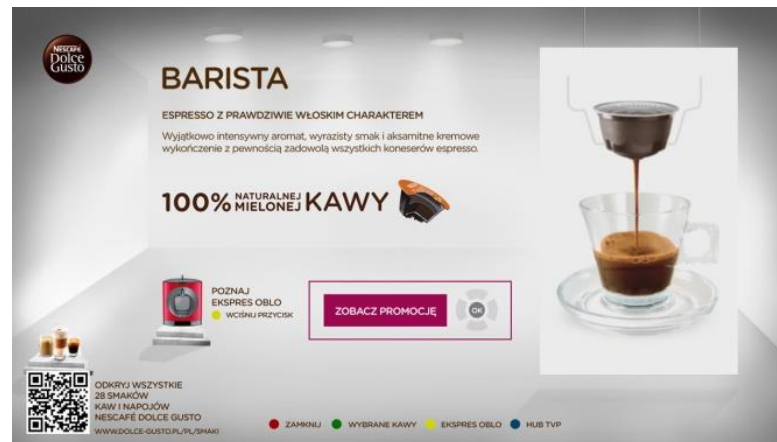 NESCAFÉ
Dolce
Gusto
BARISTA
ESPRESSO Z PRAWDZIWIE WŁOSKIM CHARAKTEREM
Wyjątkowo intensywny aromat, wyrazisty smak i aksamitne kremowe
wykończenie z pewnością zadowolą wszystkich koneserów espresso.
100% NATURALNEJ MIELONEJ KAWY
POZNAJ
EKSPRES OBLO
WCIŚNIJ PRZYCISK
ZOBACZ PROMOCJĘ
OK
ODKRYJ WSZYSTKIE
28 SMAKÓW
KAW I NAPOJÓW
NESCAFÉ DOLCE GUSTO
WWW.DOLCE-GUSTO.PL/PL/SMAKI
ZAMKNIJ WYBRANE KAWY EKSPRES OBLO HUB TVP